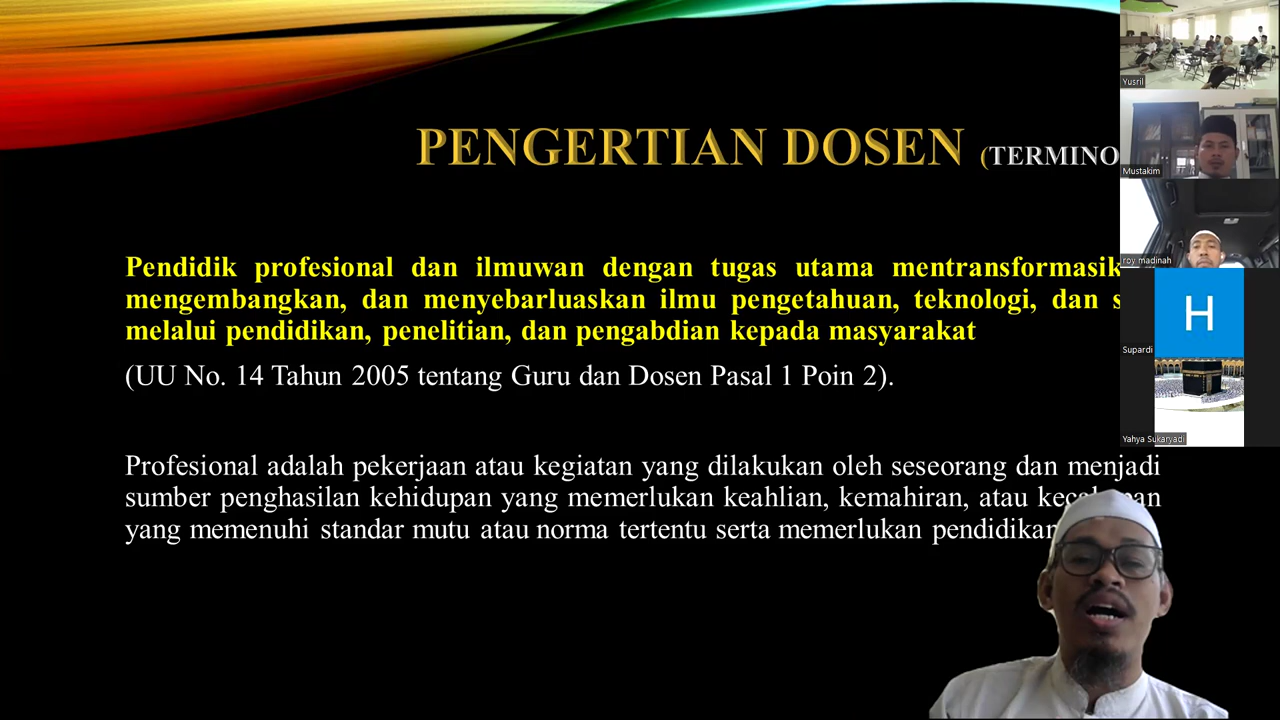 PENGERTIAN DOSEN (TERMINO
Pendidik profesional dan ilmuwan dengan tugas utama
mengembangkan, dan menyebarluaskan ilmu pengetahuan, teknologi, dan
melalui pendidikan, penelitian, dan pengabdian kepada masyarakat
(UU No. 14 Tahun 2005 tentang Guru dan Dosen Pasal 1 Poin 2).
Profesional adalah pekerjaan atau kegiatan yang dilakukan oleh seseorang dan menjadi
sumber penghasilan kehidupan yang memerlukan keahlian, kemahiran, atau
yang memenuhi standar mutu atau norma tertentu serta memerlukan
Yusril
Mustakim
roy madinah
H
Supardi
Yahya Sukaryadi